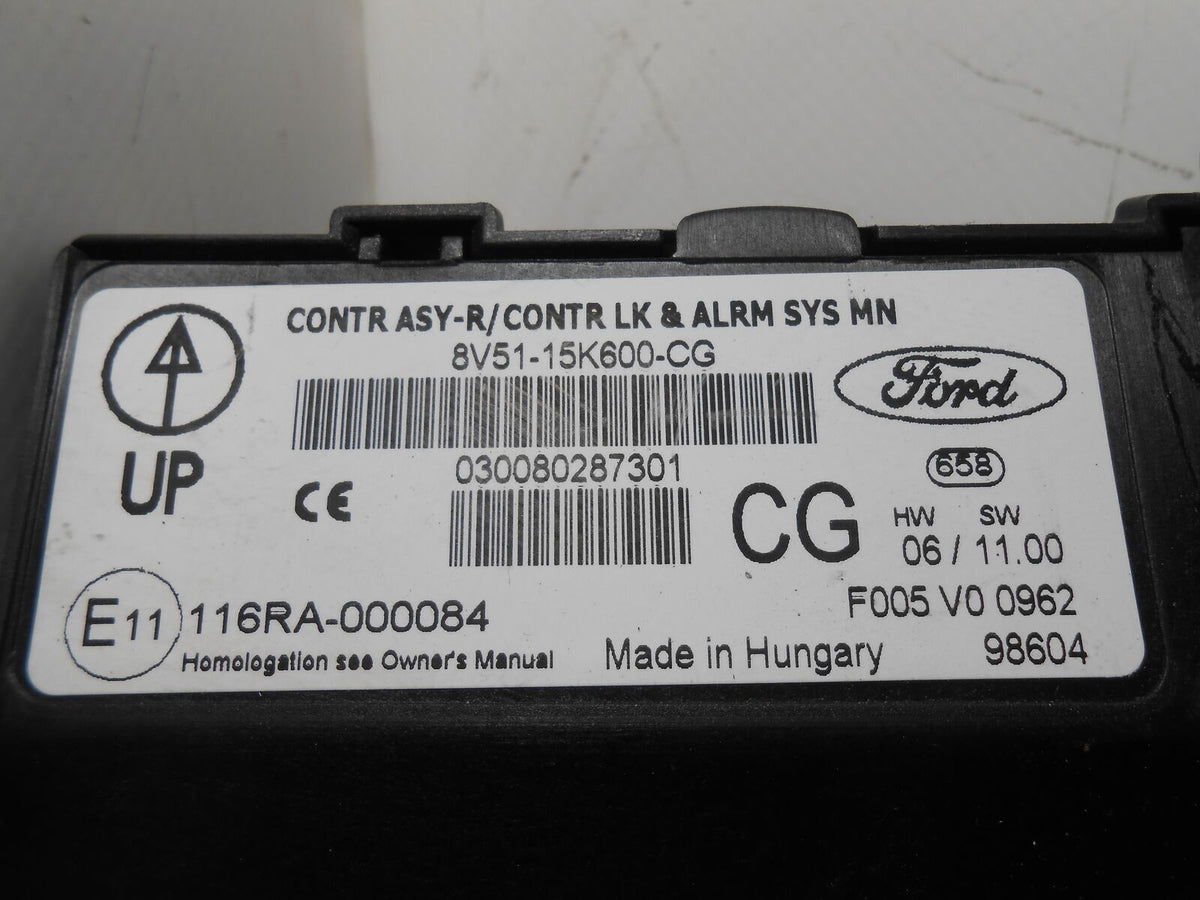 CONTR ASY-R/CONTR LK & ALRM SYS MN
8V51-15K600-CG
Ford
UP
CE
030080287301
CG
658
HW SW
06 / 11.00
E11 116RA-000084
F005 V0 0962
Homologation see Owner's Manual
Made in Hungary
98604